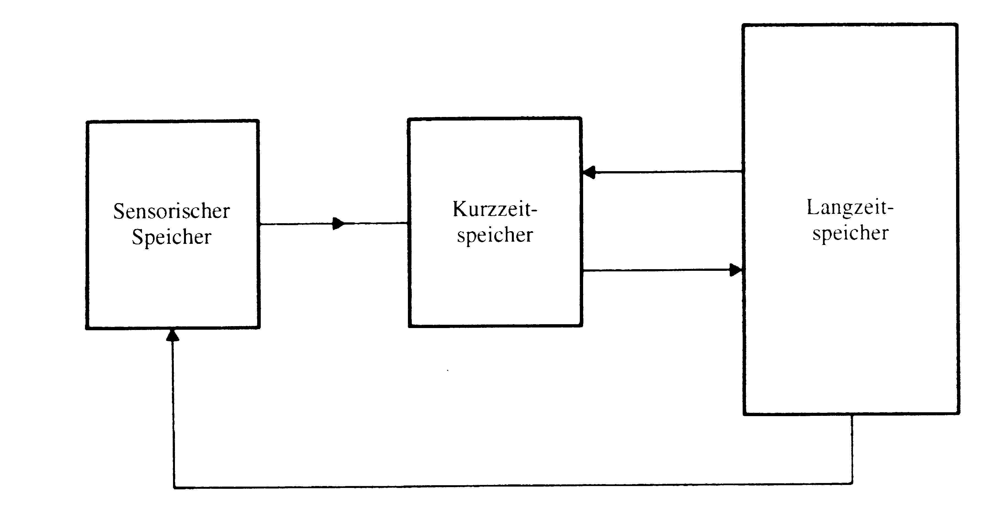 Sensorischer
Speicher
Kurzzeit-
speicher
Langzeit-
speicher